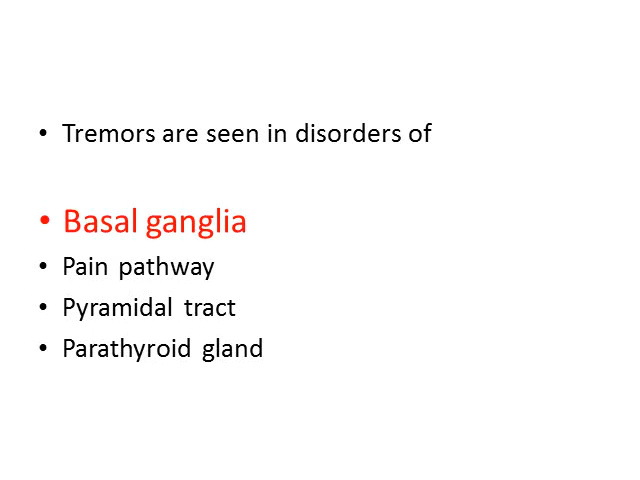 • Tremors are seen in disorders of
• Basal ganglia
• Pain pathway
• Pyramidal tract
• Parathyroid gland